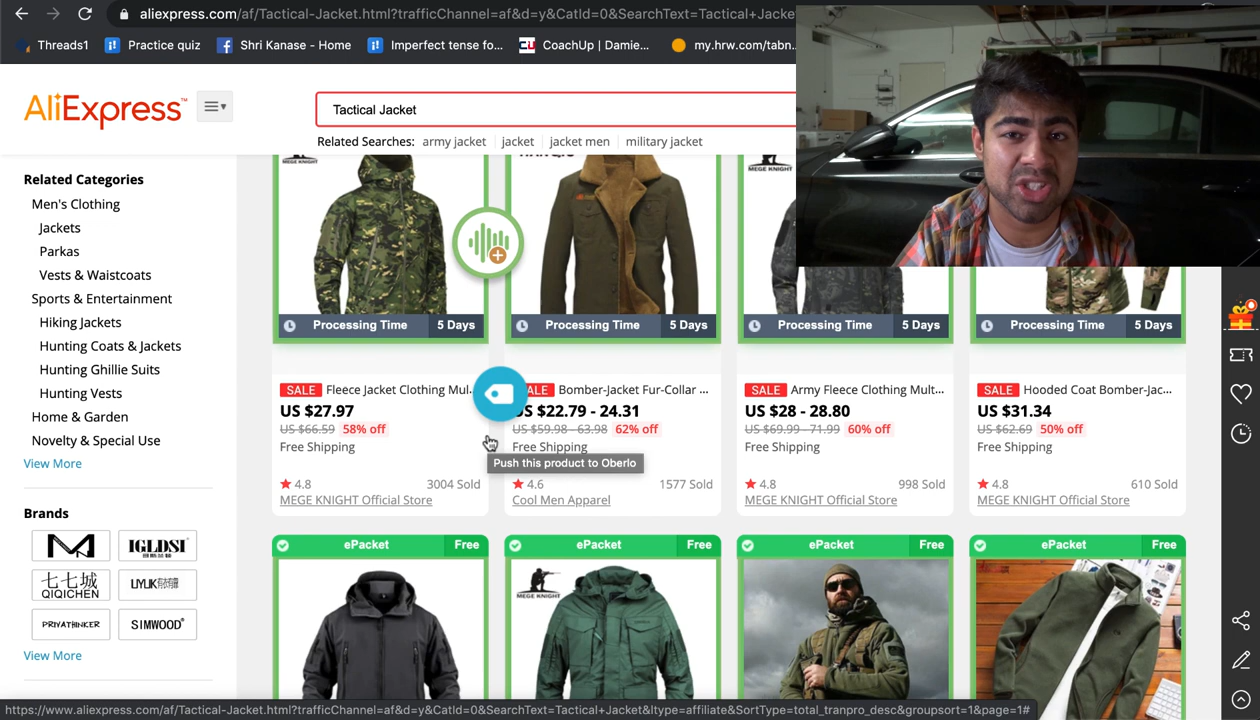 aliexpress.com/af/Tactical-Jacket.html?trafficChannel=af&d=y&CatId=0&SearchText=Tactical+Jacke
Threads1 Practice quiz Shri Kanase - Home Imperfect tense fo... CoachUp | Damie... my.hrw.com/tabn...
AliExpress™
Tactical Jacket
Related Searches: army jacket jacket jacket men military jacket
Related Categories
Men's Clothing
Jackets
Parkas
Vests & Waistcoats
Sports & Entertainment
Hiking Jackets
Hunting Coats & Jackets
Hunting Ghillie Suits
Hunting Vests
Home & Garden
Novelty & Special Use
View More
Brands
IGLDSI
七七城
QIQICHEN
PRIYATHINKER
SIMWOOD
View More
MEGE KNIGHT
MEGE KNIGHT
Processing Time 5 Days
Processing Time 5 Days
Processing Time 5 Days
Processing Time 5 Days
SALE Fleece Jacket Clothing Mul...
US $27.97
US $66.59 58% off
Free Shipping
4.8 3004 Sold
MEGE KNIGHT Official Store
ALE Bomber-Jacket Fur-Collar ...
US $22.79 - 24.31
US $59.98 - 63.98 62% off
Free Shipping
Push this product to Oberlo
4.6 1577 Sold
Cool Men Apparel
SALE Army Fleece Clothing Mult...
US $28 - 28.80
US $69.99 - 71.99 60% off
Free Shipping
4.8 998 Sold
MEGE KNIGHT Official Store
SALE Hooded Coat Bomber-Jac...
US $31.34
US $62.69 50% off
Free Shipping
4.8 610 Sold
MEGE KNIGHT Official Store
ePacket Free
ePacket Free
ePacket Free
ePacket Free
MEGE KNIGHT
https://www.aliexpress.com/af/Tactical-Jacket.html?trafficChannel=af&d=y&CatId=0&SearchText=Tactical+Jacket&ltype=affiliate&SortType=total_tranpro_desc&groupsort=1&page=1#